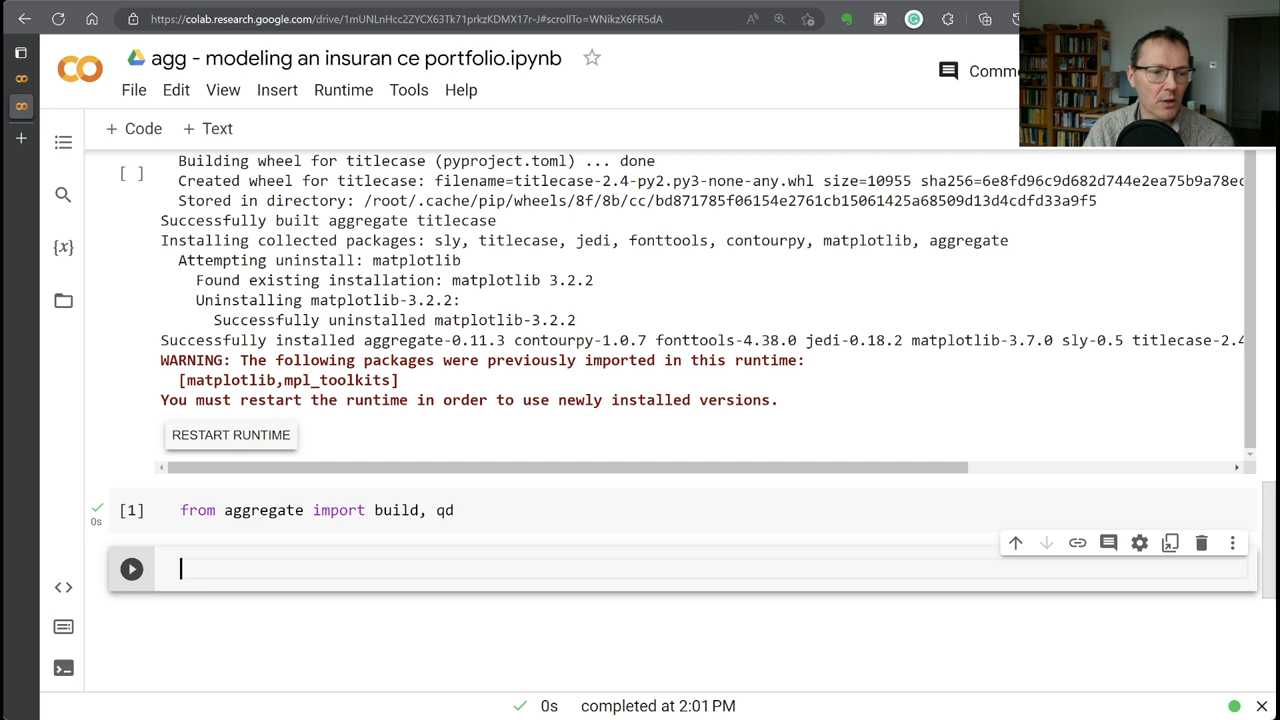 https://colab.research.google.com/drive/1mUNLnHcc2ZYCX63Tk71prkzKDMX17r-J#scrollTo=WNikzX6FR5dA
agg - modeling an insuran ce portfolio.ipynb
File Edit View Insert Runtime Tools Help
Comme
+ Code + Text
[ ] Building wheel for titlecase (pyproject.toml) ... done
Created wheel for titlecase: filename=titlecase-2.4-py2.py3-none-any.whl size=10955 sha256=6e8fd96c9d682d744e2ea75b9a78ec
Stored in directory: /root/.cache/pip/wheels/8f/8b/cc/bd871785f06154e2761cb15061425a68509d13d4cdfd33a9f5
Successfully built aggregate titlecase
Installing collected packages: sly, titlecase, jedi, fonttools, contourpy, matplotlib, aggregate
Attempting uninstall: matplotlib
Found existing installation: matplotlib 3.2.2
Uninstalling matplotlib-3.2.2:
Successfully uninstalled matplotlib-3.2.2
Successfully installed aggregate-0.11.3 contourpy-1.0.7 fonttools-4.38.0 jedi-0.18.2 matplotlib-3.7.0 sly-0.5 titlecase-2.4
WARNING: The following packages were previously imported in this runtime:
[matplotlib,mpl_toolkits]
You must restart the runtime in order to use newly installed versions.
RESTART RUNTIME
[1] from aggregate import build, qd
0s
0s completed at 2:01 PM